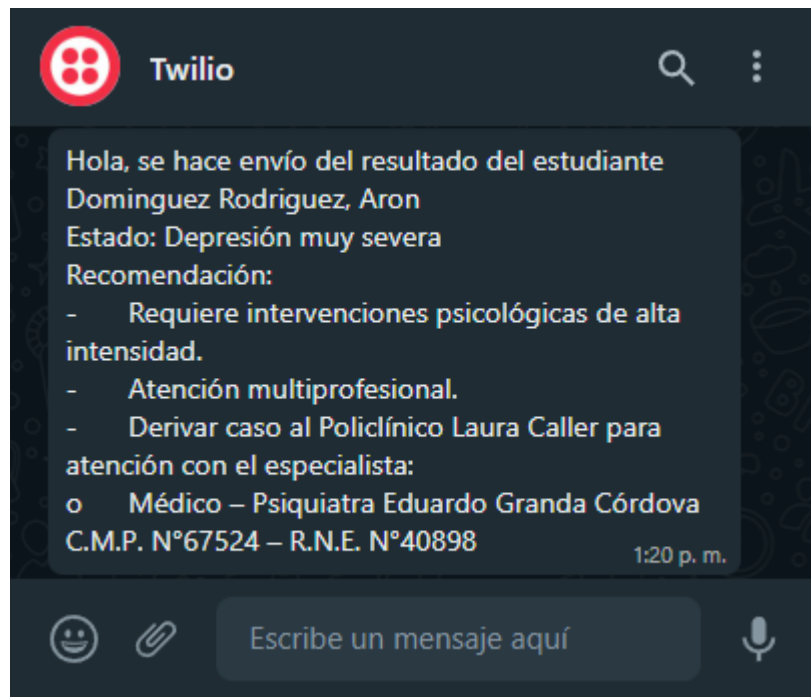 Twilio
Hola, se hace envío del resultado del estudiante
Dominguez Rodriguez, Aron
Estado: Depresión muy severa
Recomendación:
- Requiere intervenciones psicológicas de alta
intensidad.
- Atención multiprofesional.
- Derivar caso al Policlínico Laura Caller para
atención con el especialista:
o Médico – Psiquiatra Eduardo Granda Córdova
C.M.P. N°67524 – R.N.E. N°40898
1:20 p. m.
Escribe un mensaje aquí